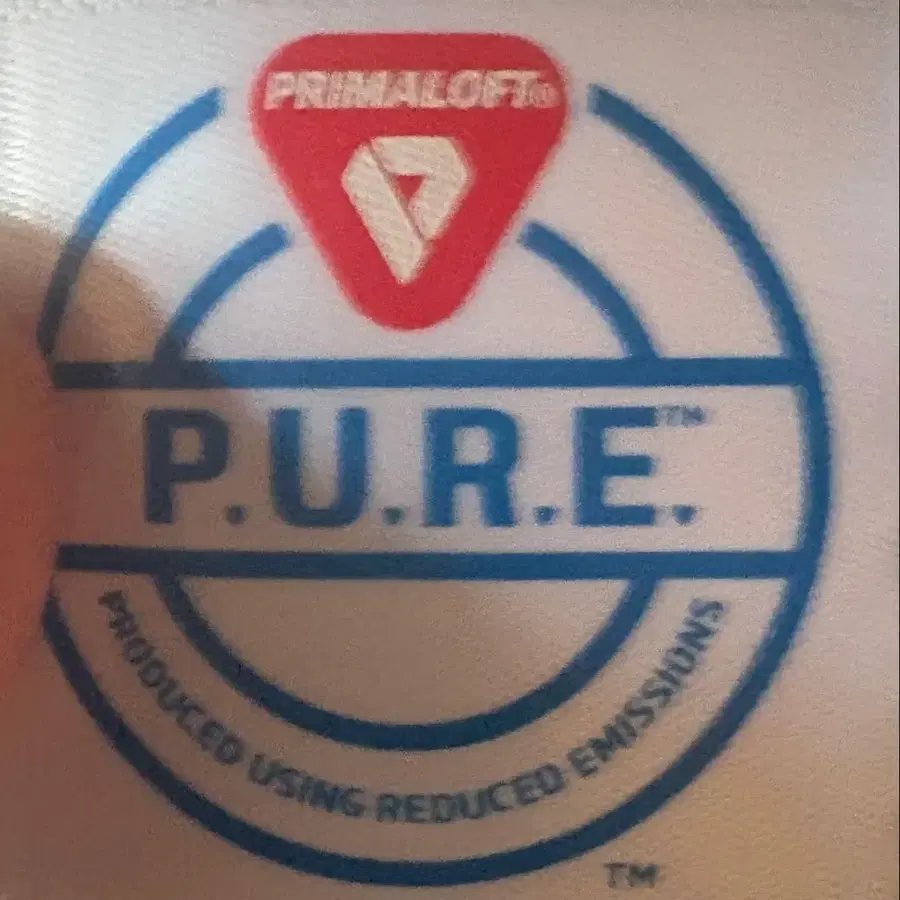 PRIMALOFT®
P.U.R.E.™
PRODUCED USING REDUCED EMISSIONS
TM